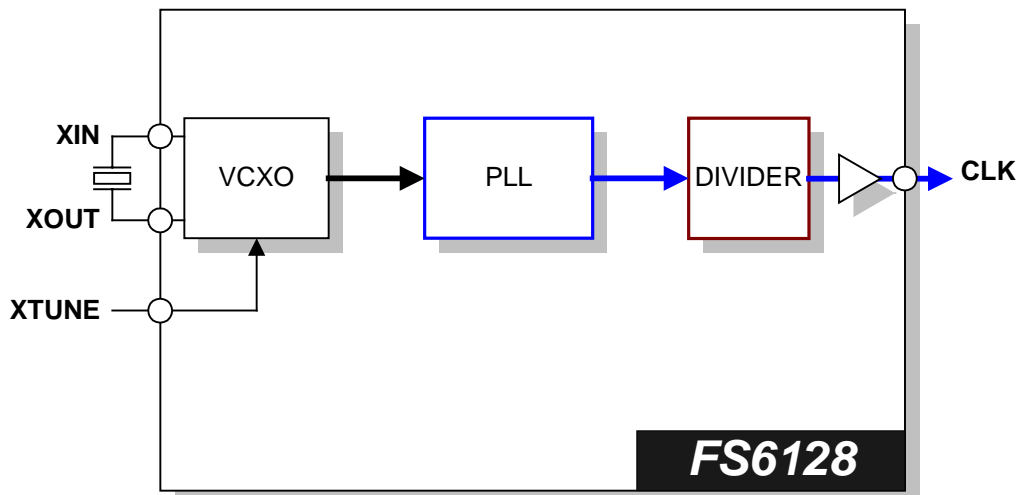 XIN
VCXO
PLL
DIVIDER
CLK
XOUT
XTUNE
FS6128